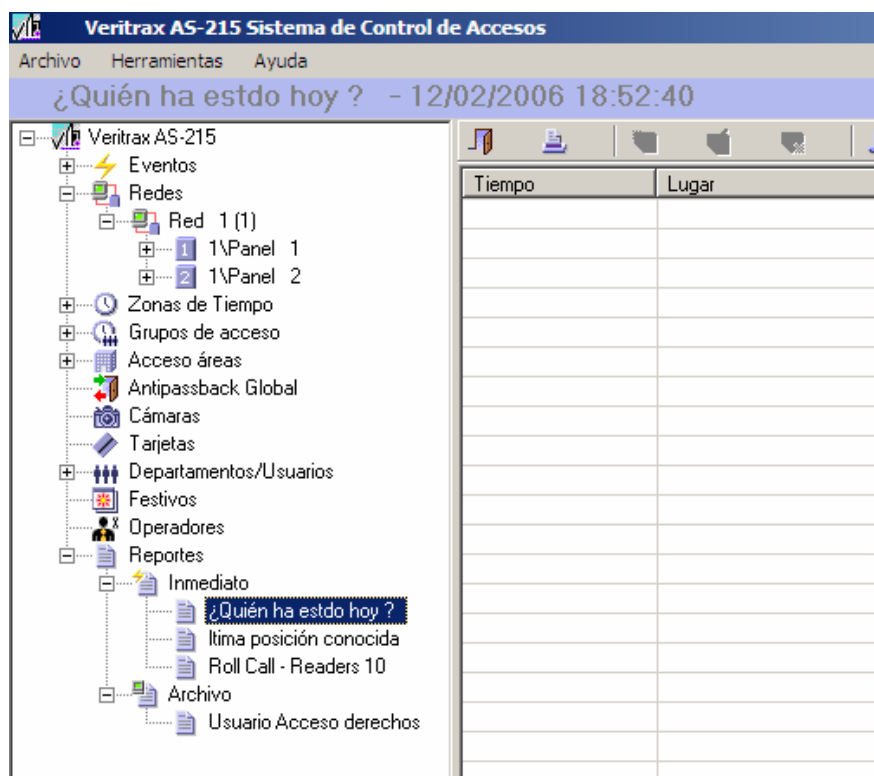 Veritrax AS-215 Sistema de Control de Accesos
Archivo Herramientas Ayuda
¿Quién ha estdo hoy ? - 12/02/2006 18:52:40
Veritrax AS-215
Eventos
Redes
Red 1 (1)
1 1\Panel 1
2 1\Panel 2
Zonas de Tiempo
Grupos de acceso
Acceso áreas
Antipassback Global
Cámaras
Tarjetas
Departamentos/Usuarios
Festivos
Operadores
Reportes
Inmediato
¿Quién ha estdo hoy ?
ltima posición conocida
Roll Call - Readers 10
Archivo
Usuario Acceso derechos
Tiempo Lugar